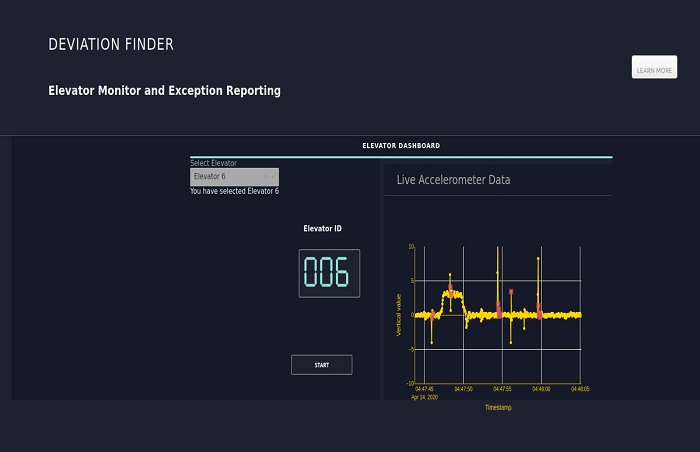 DEVIATION FINDER
LEARN MORE
Elevator Monitor and Exception Reporting
ELEVATOR DASHBOARD
Select Elevator
Elevator 6
You have selected Elevator 6
Live Accelerometer Data
Elevator ID
006
START
10
5
0
−5
−10
Vertical value
04:47:45 04:47:50 04:47:55 04:48:00 04:48:05
Apr 14, 2020
Timestamp